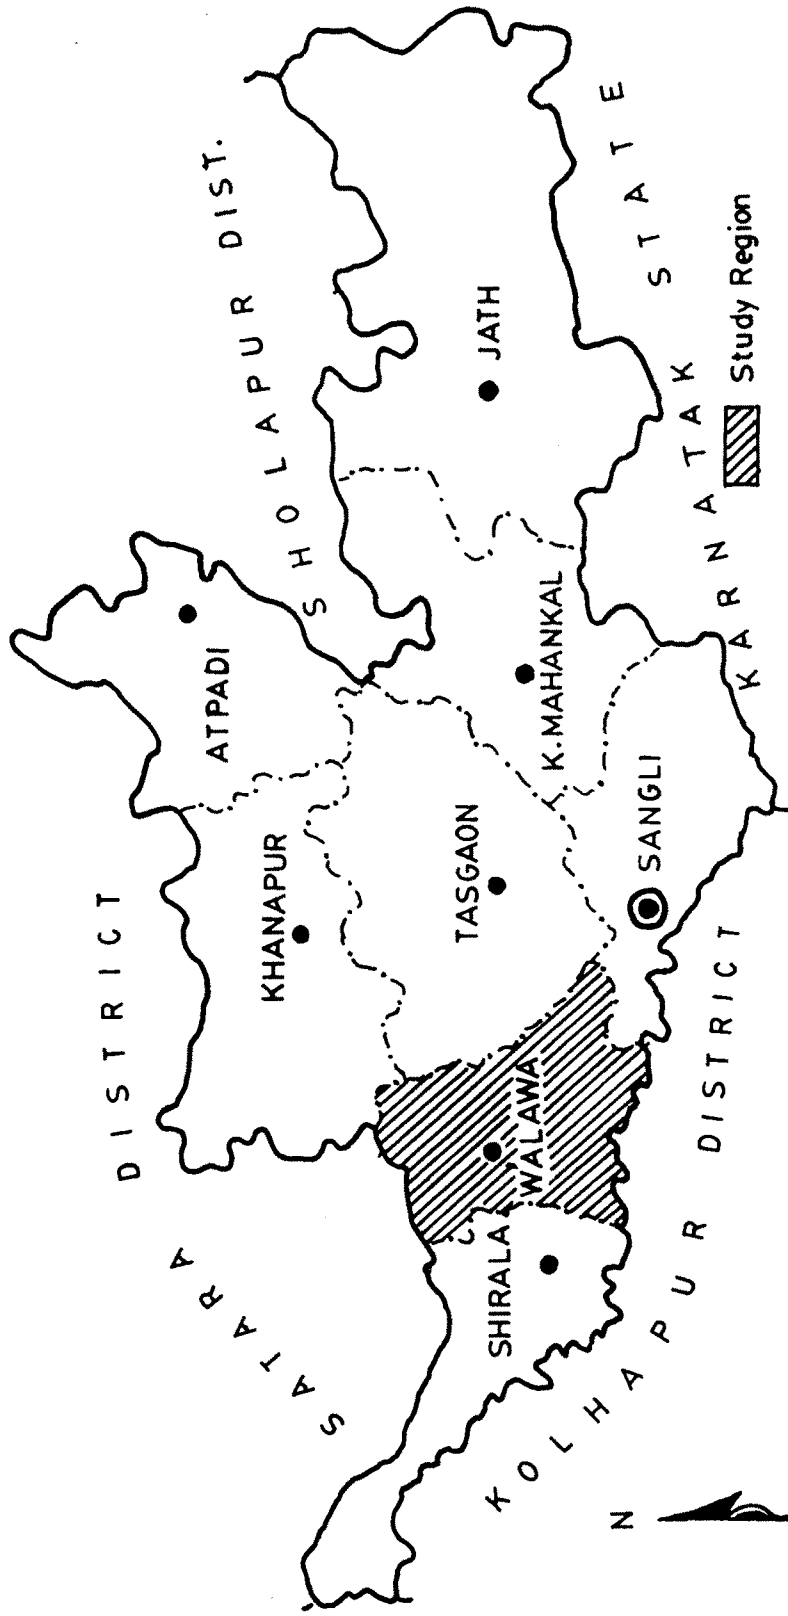 SATARA DISTRICT
SHOLAPUR DIST.
ATPADI
KHANAPUR
JATH
TASGAON
K.MAHANKAL
WALAWA
SHIRALA
SANGLI
KOLHAPUR DISTRICT
KARNATAK STATE
N
Study Region